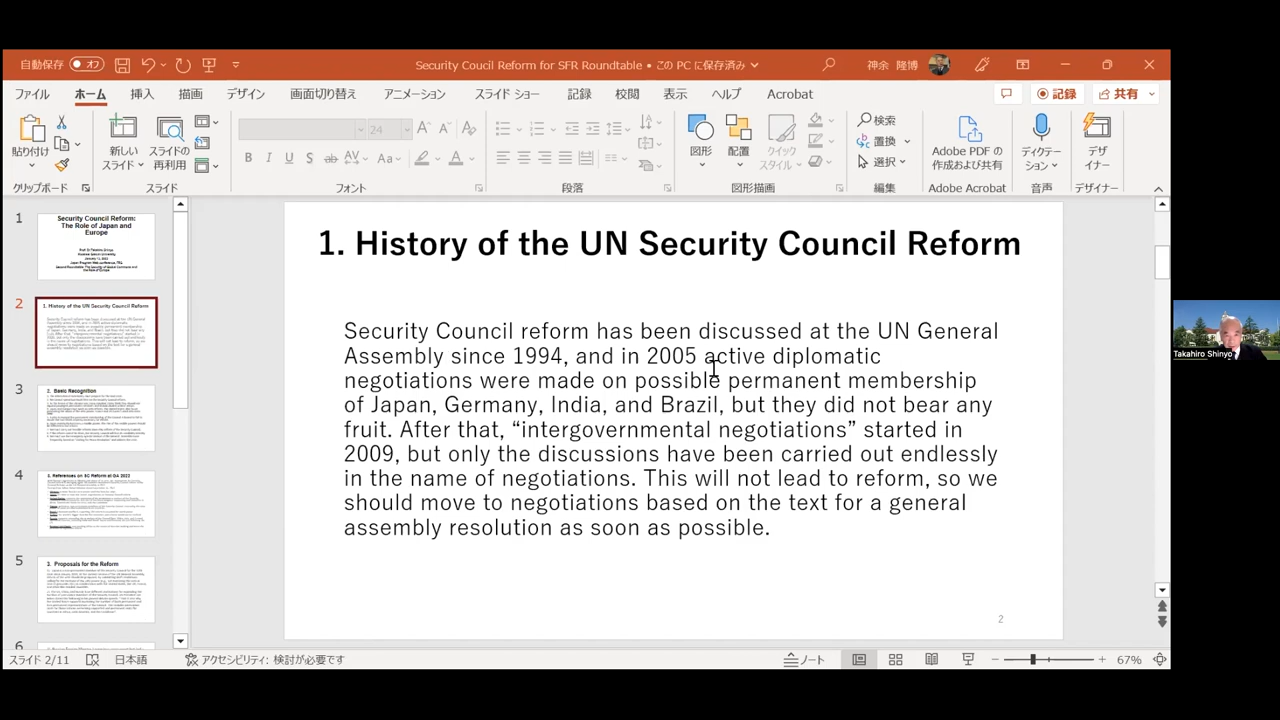 自動保存 オフ
Security Coucil Reform for SFR Roundtable • この PC に保存済み
神余 隆博
ファイル ホーム 挿入 描画 デザイン 画面切り替え アニメーション スライド ショー 記録 校閲 表示 ヘルプ Acrobat
記録 共有
貼り付け
新しい
スライド
スライドの
再利用
24
B I U S ab AV Aa A
図形
配置
クイック
スタイル
検索
置換
選択
Adobe PDF の
作成および共有
ディクテー
ション
デザ
イナー
クリップボード スライド フォント 段落 図形描画 編集 Adobe Acrobat 音声 デザイナー
1
Security Council Reform:
The Role of Japan and
Europe
2
1. History of the UN Security Council Reform
3
2. Basic Recognition
4
5
3. Proposals for the Reform
6
1. History of the UN Security Council Reform
Security Council reform has been discussed at the UN General
Assembly since 1994, and in 2005 active diplomatic
negotiations were made on possible permanent membership
of Japan, Germany, India, and Brazil, but they did not bear any
fruit. After that, “intergovernmental negotiations” started in
2009, but only the discussions have been carried out endlessly
in the name of negotiations. This will not lead to reform, so we
should move to negotiations based on the text for a general
assembly resolution as soon as possible.
2
Takahiro Shinyo
スライド 2/11 日本語 アクセシビリティ: 検討が必要です ノート 67%